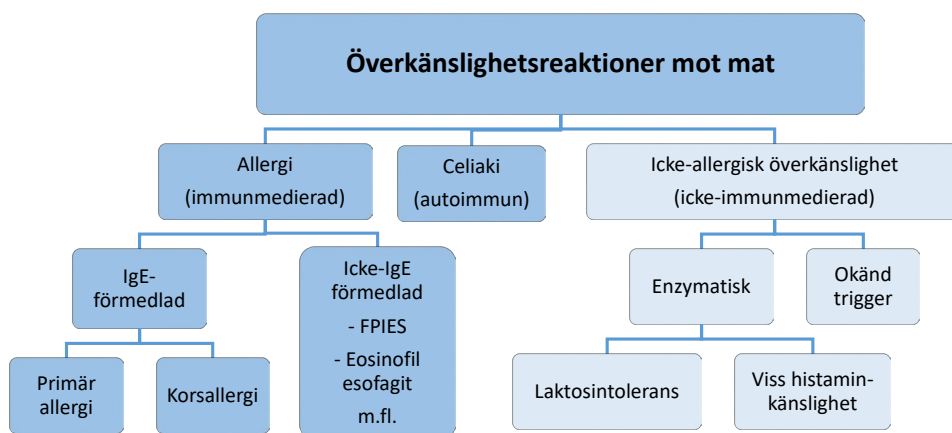 Överkänslighetsreaktioner mot mat
Allergi
(immunmedierad)
Celiaki
(autoimmun)
Icke-allergisk överkänslighet
(icke-immunmedierad)
IgE-
förmedlad
Icke-IgE
förmedlad
- FPIES
- Eosinofil
esofagit
m.fl.
Enzymatisk
Okänd
trigger
Primär
allergi
Korsallergi
Laktosintolerans
Viss histamin-
känslighet